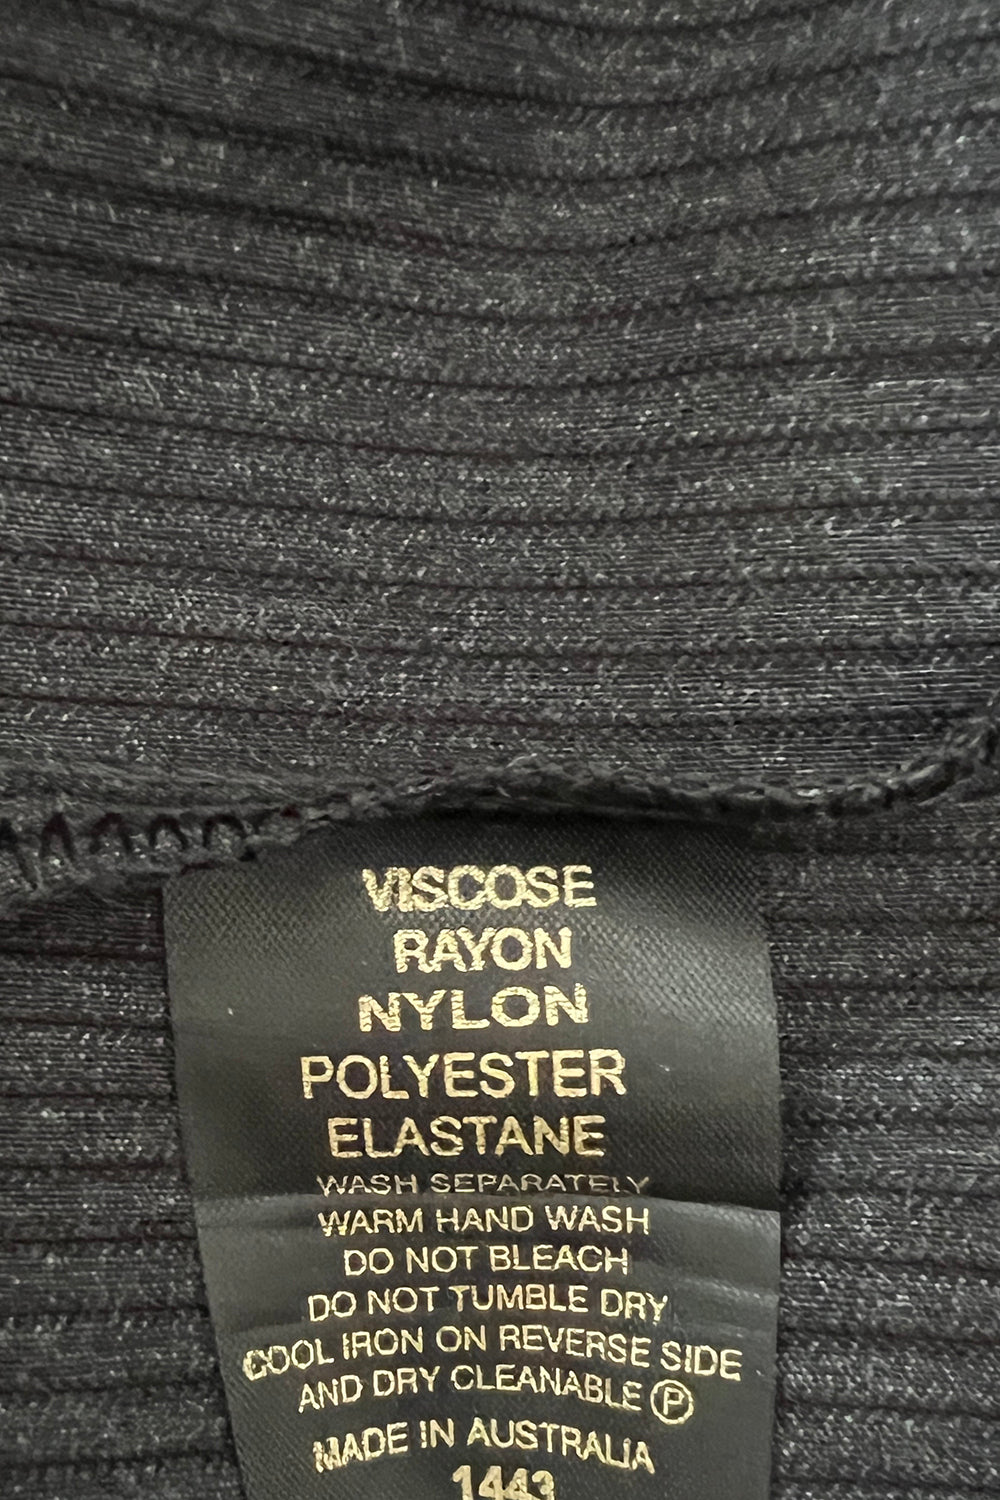 VISCOSE
RAYON
NYLON
POLYESTER
ELASTANE
WASH SEPARATELY
WARM HAND WASH
DO NOT BLEACH
DO NOT TUMBLE DRY
COOL IRON ON REVERSE SIDE
AND DRY CLEANABLE Ⓟ
MADE IN AUSTRALIA
1443